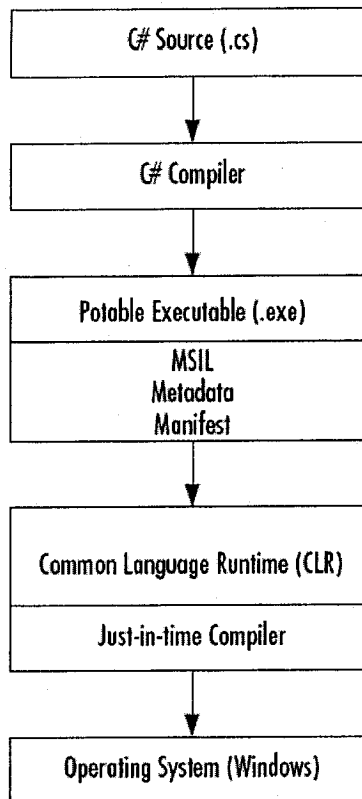 C# Source (.cs)
C# Compiler
Potable Executable (.exe)
MSIL
Metadata
Manifest
Common Language Runtime (CLR)
Just-in-time Compiler
Operating System (Windows)